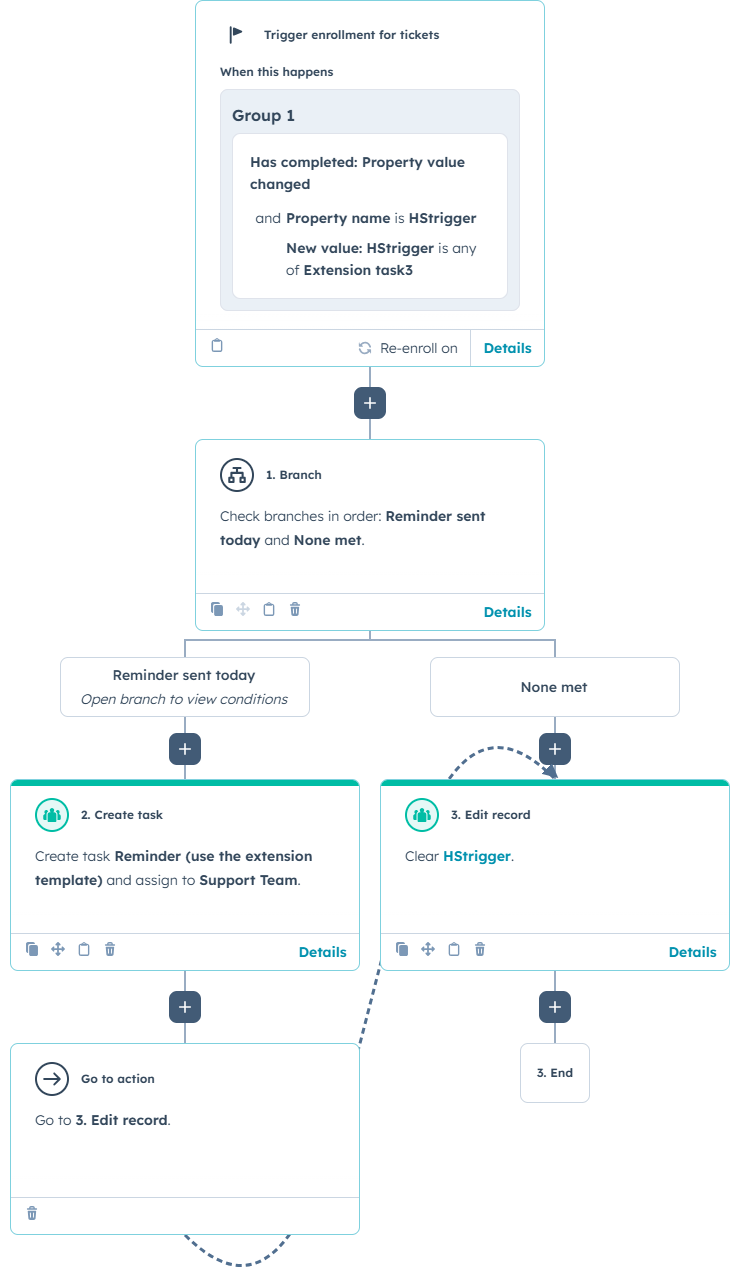 Trigger enrollment for tickets
When this happens
Group 1
Has completed: Property value
changed
and Property name is HStrigger
New value: HStrigger is any
of Extension task3
Re-enroll on
Details
1. Branch
Check branches in order: Reminder sent
today and None met.
Details
Reminder sent today
Open branch to view conditions
None met
2. Create task
Create task Reminder (use the extension
template) and assign to Support Team.
Details
3. Edit record
Clear HStrigger.
Details
Go to action
Go to 3. Edit record.
3. End